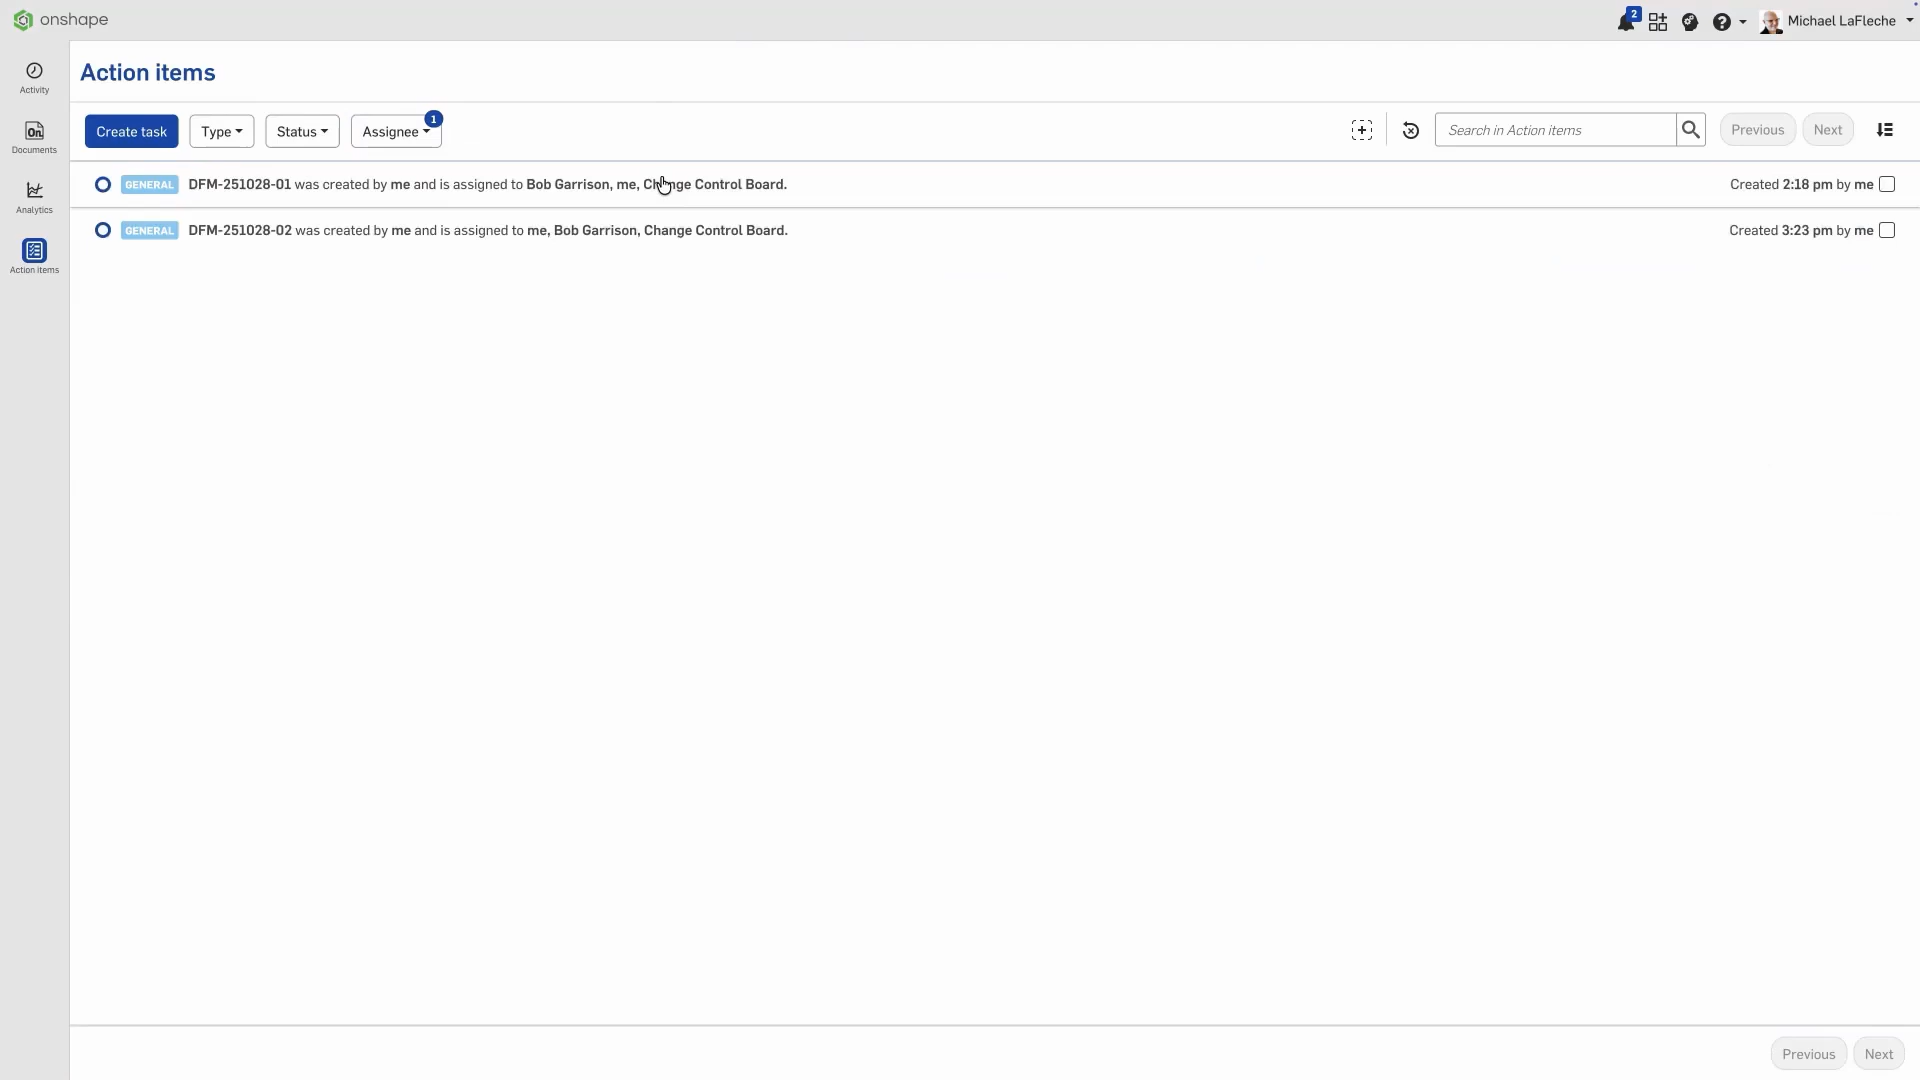 onshape
2
Michael LaFleche
Activity
Documents
Analytics
Action items
Action items
Create task
Type
Status
Assignee
1
Search in Action items
Previous
Next
GENERAL DFM-251028-01 was created by me and is assigned to Bob Garrison, me, Change Control Board.
Created 2:18 pm by me
GENERAL DFM-251028-02 was created by me and is assigned to me, Bob Garrison, Change Control Board.
Created 3:23 pm by me
Previous
Next